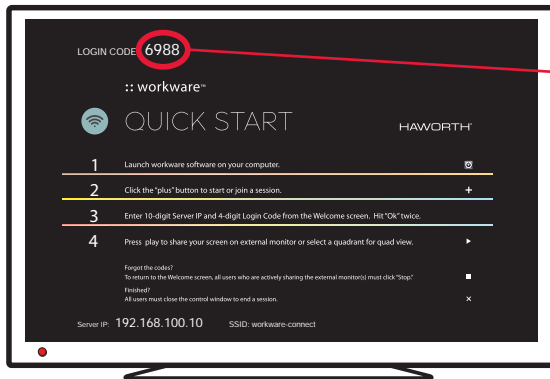 LOGIN CODE 6988
:: workware™
QUICK START
HAWORTH®
1 Launch workware software on your computer.
2 Click the "plus" button to start or join a session. +
3 Enter 10-digit Server IP and 4-digit Login Code from the Welcome screen. Hit "Ok" twice.
4 Press play to share your screen on external monitor or select a quadrant for quad view.
Forgot the codes?
To return to the Welcome screen, all users who are actively sharing the external monitor(s) must click "Stop."
Finished?
All users must close the control window to end a session. ×
Server IP: 192.168.100.10 SSID: workware-connect